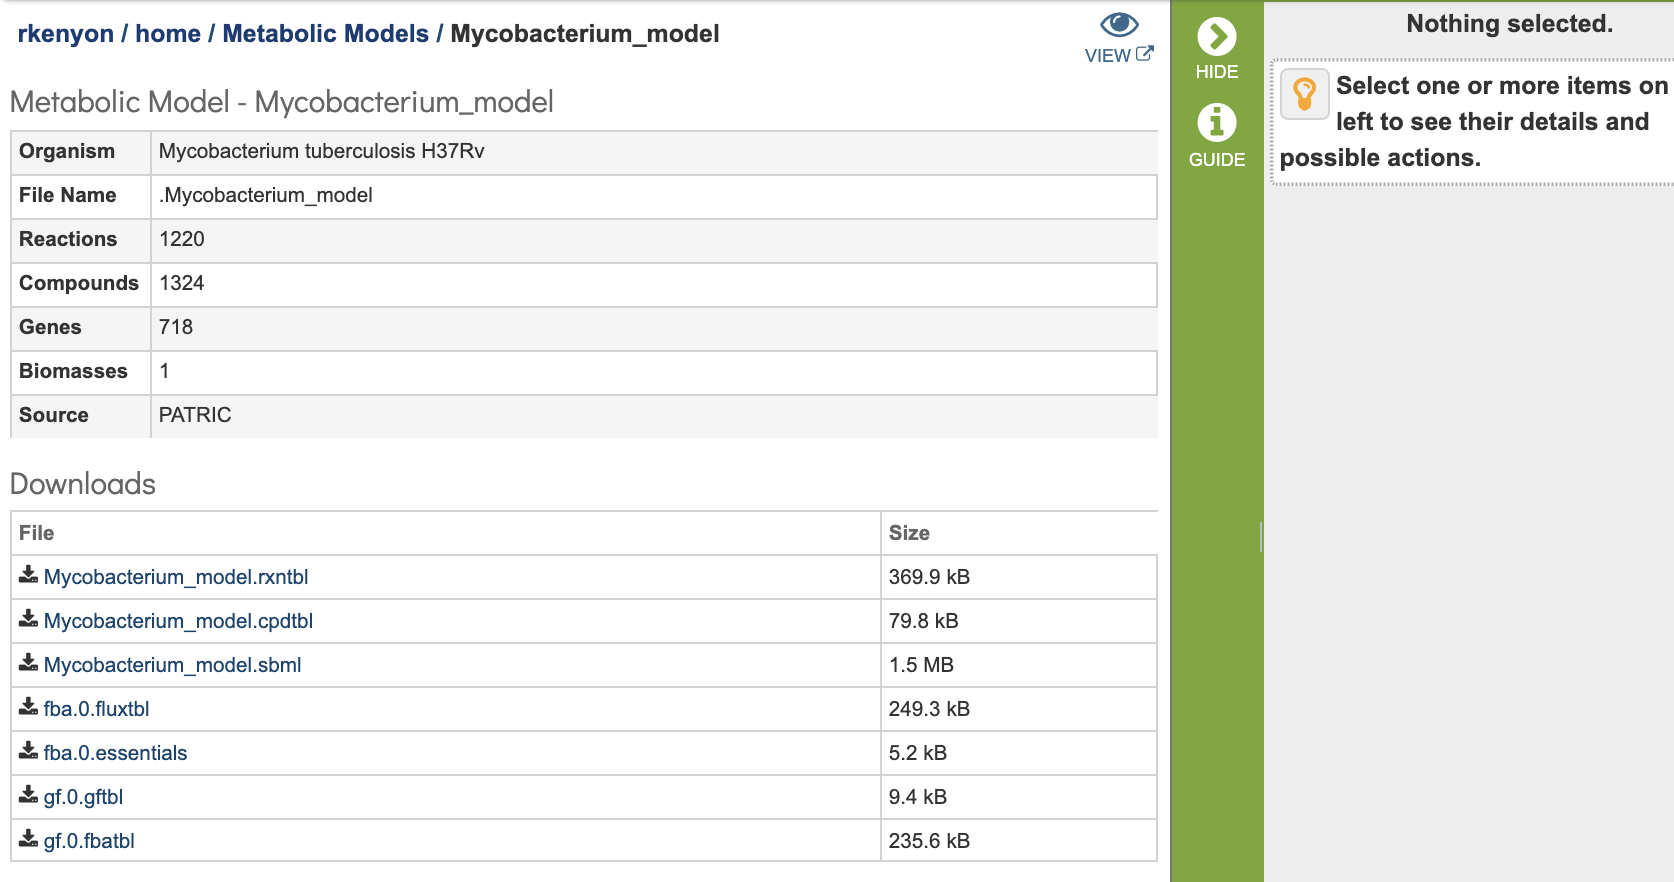 rkenyon / home / Metabolic Models / Mycobacterium_model
VIEW
Metabolic Model - Mycobacterium_model
Organism Mycobacterium tuberculosis H37Rv
File Name .Mycobacterium_model
Reactions 1220
Compounds 1324
Genes 718
Biomasses 1
Source PATRIC
Downloads
File Size
Mycobacterium_model.rxntbl 369.9 kB
Mycobacterium_model.cpdtbl 79.8 kB
Mycobacterium_model.sbml 1.5 MB
fba.0.fluxtbl 249.3 kB
fba.0.essentials 5.2 kB
gf.0.gftbl 9.4 kB
gf.0.fbatbl 235.6 kB
HIDE
GUIDE
Nothing selected.
Select one or more items on
left to see their details and
possible actions.